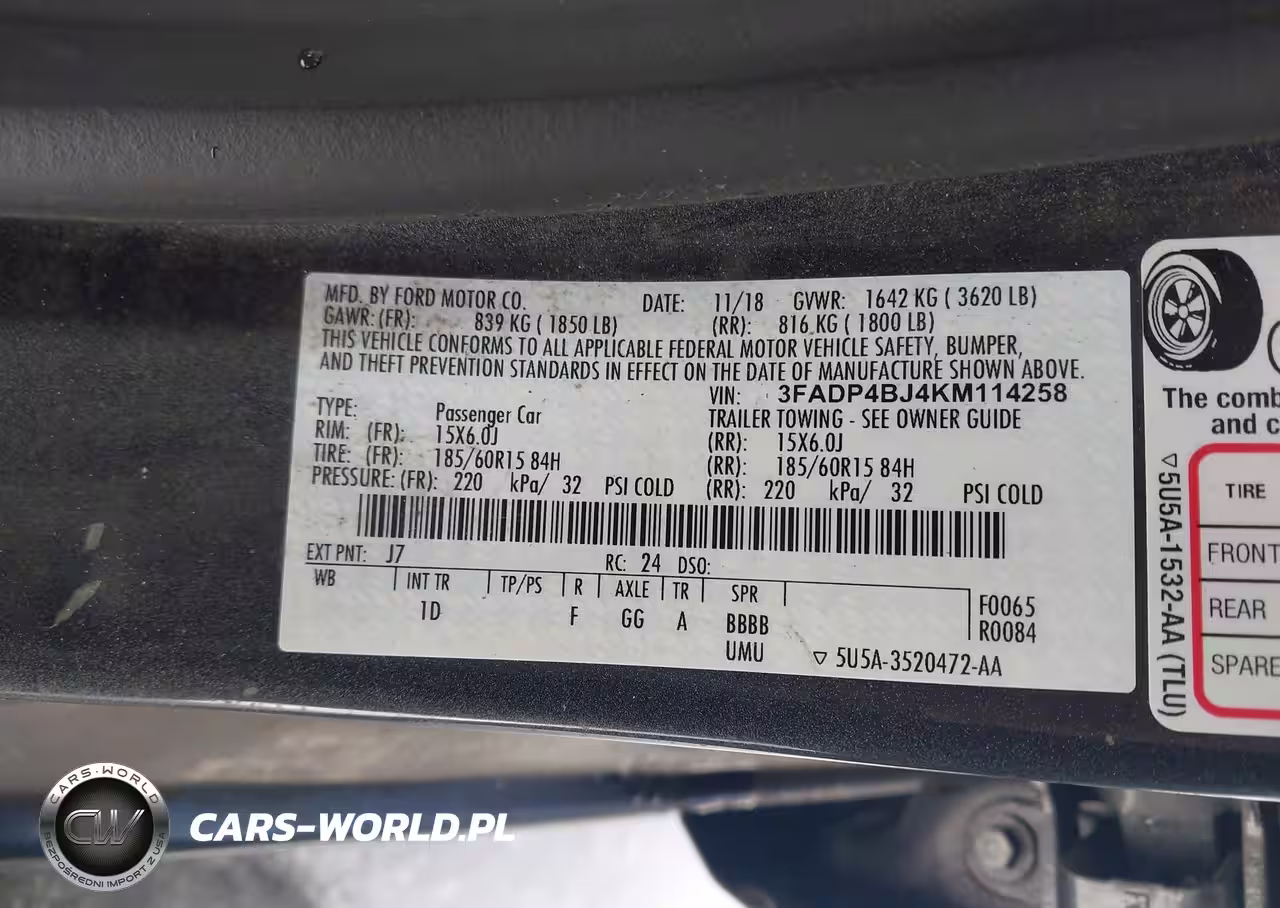 MFD. BY FORD MOTOR CO. DATE: 11/18 GVWR: 1642 KG ( 3620 LB)
GAWR: (FR): 839 KG ( 1850 LB) (RR): 816 KG ( 1800 LB)
THIS VEHICLE CONFORMS TO ALL APPLICABLE FEDERAL MOTOR VEHICLE SAFETY, BUMPER,
AND THEFT PREVENTION STANDARDS IN EFFECT ON THE DATE OF MANUFACTURE SHOWN ABOVE.
VIN: 3FADP4BJ4KM114258
TYPE: Passenger Car TRAILER TOWING - SEE OWNER GUIDE
RIM: (FR): 15X6.0J (RR): 15X6.0J
TIRE: (FR): 185/60R15 84H (RR): 185/60R15 84H
PRESSURE: (FR): 220 kPa/ 32 PSI COLD (RR): 220 kPa/ 32 PSI COLD
EXT PNT: J7 RC: 24 DSO:
WB INT TR TP/PS R AXLE TR SPR F0065
1D F GG A BBBB R0084
UMU ▽ 5U5A-3520472-AA
The comb
and c
TIRE
FRONT
REAR
SPARE
▽5U5A-1532-AA (TLU)
CARS-WORLD
CW
BEZPOŚREDNI IMPORT Z USA
CARS-WORLD.PL